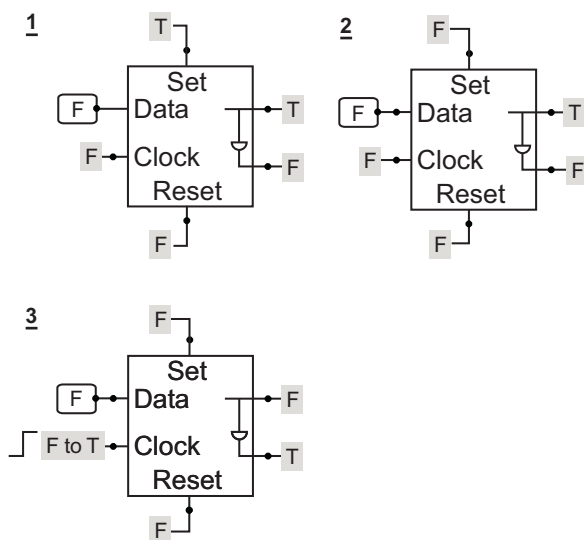 1
T
Set
F Data T
F Clock F
Reset
F
2
F
Set
F Data T
F Clock F
Reset
F
3
F
Set
F Data F
F to T Clock T
Reset
F